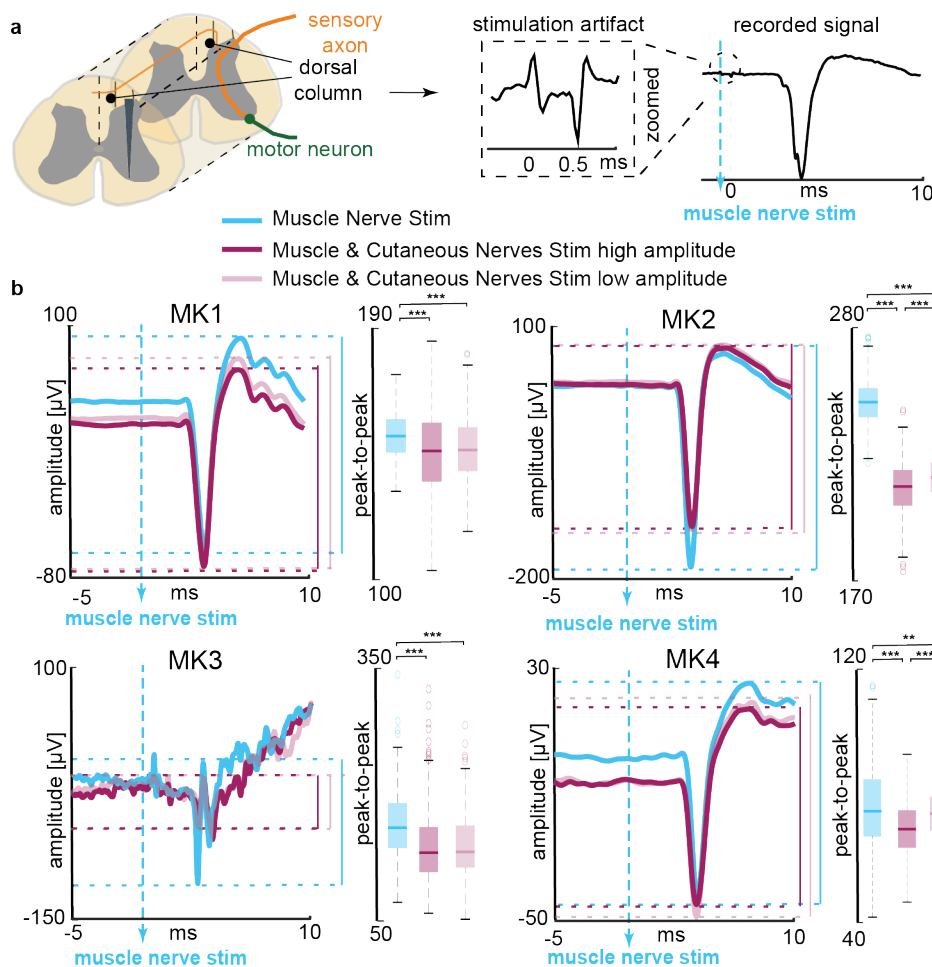 a
sensory
axon
dorsal
column
motor neuron
stimulation artifact
zoomed
0 0.5 ms
recorded signal
0 ms 10
muscle nerve stim
Muscle Nerve Stim
Muscle & Cutaneous Nerves Stim high amplitude
Muscle & Cutaneous Nerves Stim low amplitude
b
MK1
100
amplitude [µV]
-80
-5 ms 10
muscle nerve stim
190
peak-to-peak
100
***
***
MK2
100
amplitude [µV]
-200
-5 ms 10
muscle nerve stim
280
peak-to-peak
170
***
*** ***
MK3
100
amplitude [µV]
-150
-5 ms 10
muscle nerve stim
350
peak-to-peak
50
***
***
MK4
30
amplitude [µV]
-50
-5 ms 10
muscle nerve stim
120
peak-to-peak
40
**
*** ***